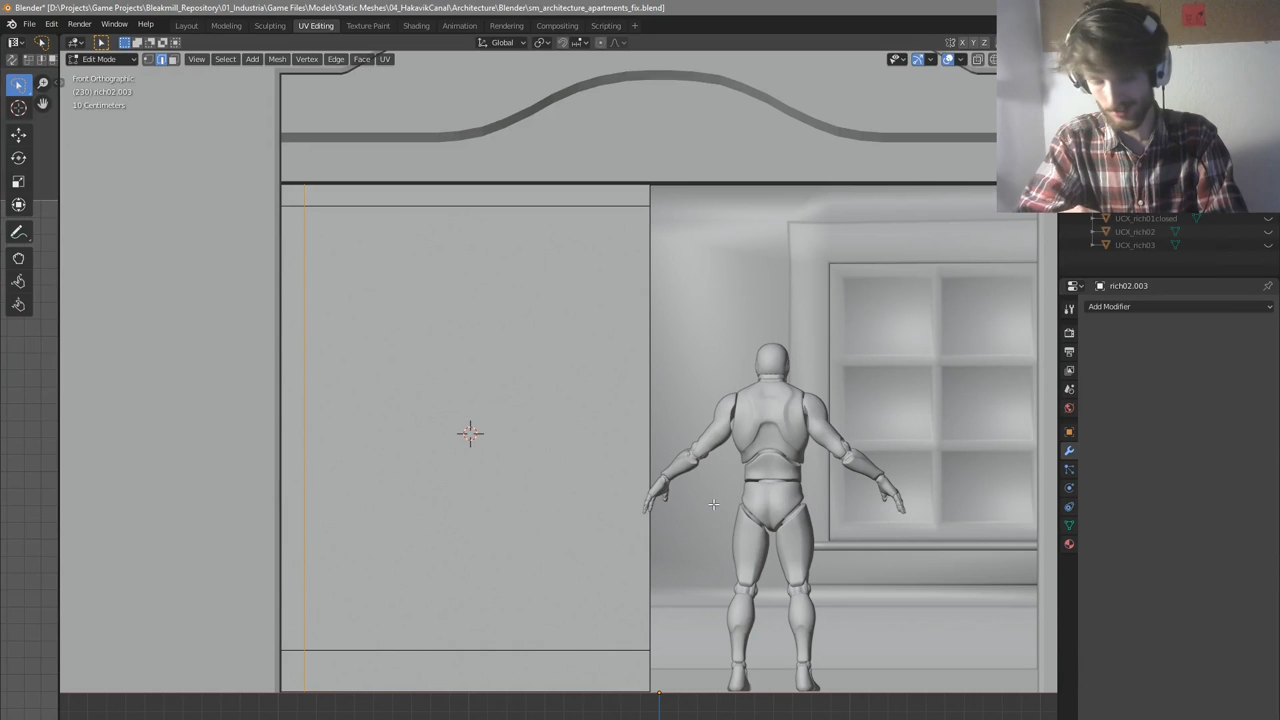 Blender* [D:\Projects\Game Projects\Bleakmill_Repository\01_Industria\Game Files\Models\Static Meshes\04_HakavikCanal\Architecture\Blender\sm_architecture_apartments_fix.blend]
File Edit Render Window Help Layout Modeling Sculpting UV Editing Texture Paint Shading Animation Rendering Compositing Scripting
Global X Y Z
Edit Mode View Select Add Mesh Vertex Edge Face UV
Front Orthographic
(230) rich02.003
10 Centimeters
UCX_rich01closed
UCX_rich02
UCX_rich03
rich02.003
Add Modifier